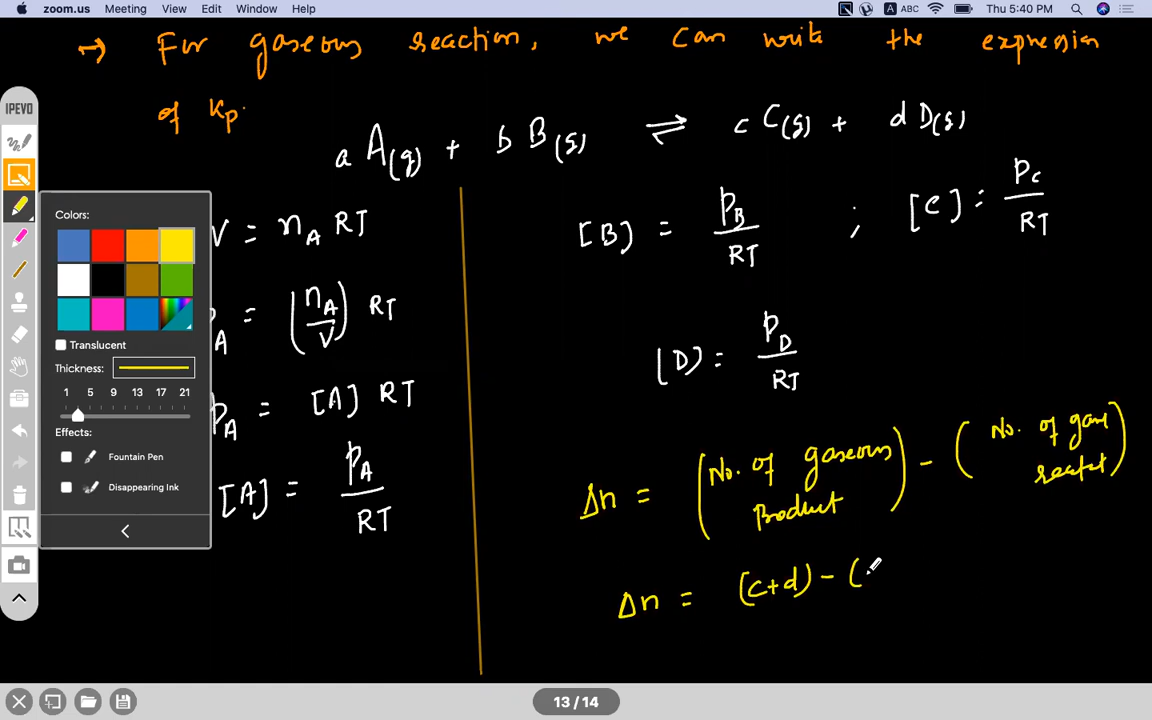 zoom.us Meeting View Edit Window Help ABC Thu 5:40 PM
→ For gaseous reaction, we can write the expression
of Kp.
a A(g) + b B(g) ⇌ c C(g) + d D(g)
IPEVO
Colors:
Translucent
Thickness:
1 5 9 13 17 21
Effects:
Fountain Pen
Disappearing Ink
V = nA RT
pA = (nA/V) RT
pA = [A] RT
[A] = pA/RT
[B] = pB/RT ; [C] = pC/RT
[D] = pD/RT
Δn = (No. of gaseous Product) - (No. of
Δn = (c+d) - (
13 / 14